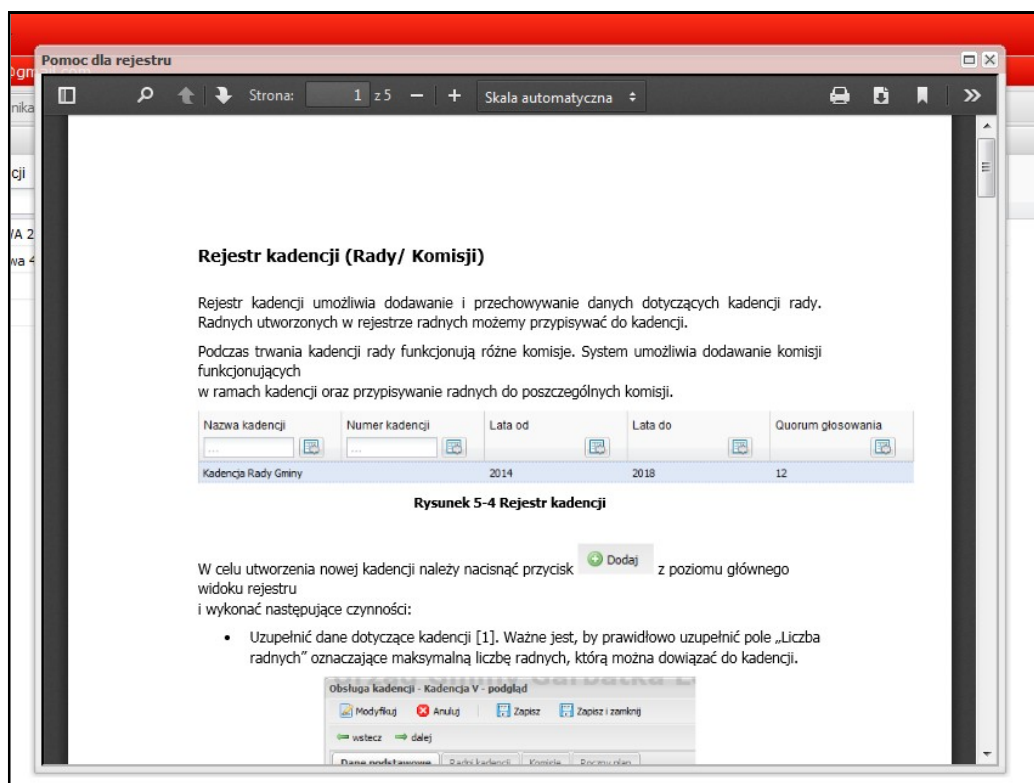 Pomoc dla rejestru
Strona: 1 z 5 Skala automatyczna
cji
Rejestr kadencji (Rady/ Komisji)
Rejestr kadencji umożliwia dodawanie i przechowywanie danych dotyczących kadencji rady.
Radnych utworzonych w rejestrze radnych możemy przypisywać do kadencji.
Podczas trwania kadencji rady funkcjonują różne komisje. System umożliwia dodawanie komisji
funkcjonujących
w ramach kadencji oraz przypisywanie radnych do poszczególnych komisji.
Nazwa kadencji Numer kadencji Lata od Lata do Quorum głosowania
... ...
Kadencja Rady Gminy 2014 2018 12
Rysunek 5-4 Rejestr kadencji
W celu utworzenia nowej kadencji należy nacisnąć przycisk Dodaj z poziomu głównego
widoku rejestru
i wykonać następujące czynności:
• Uzupełnić dane dotyczące kadencji [1]. Ważne jest, by prawidłowo uzupełnić pole „Liczba
radnych” oznaczające maksymalną liczbę radnych, którą można dowiązać do kadencji.
Obsługa kadencji - Kadencja V - podgląd
Modyfikuj Anuluj Zapisz Zapisz i zamknij
wstecz dalej
Dane podstawowe Radni kadencji Komisje Roczny plan